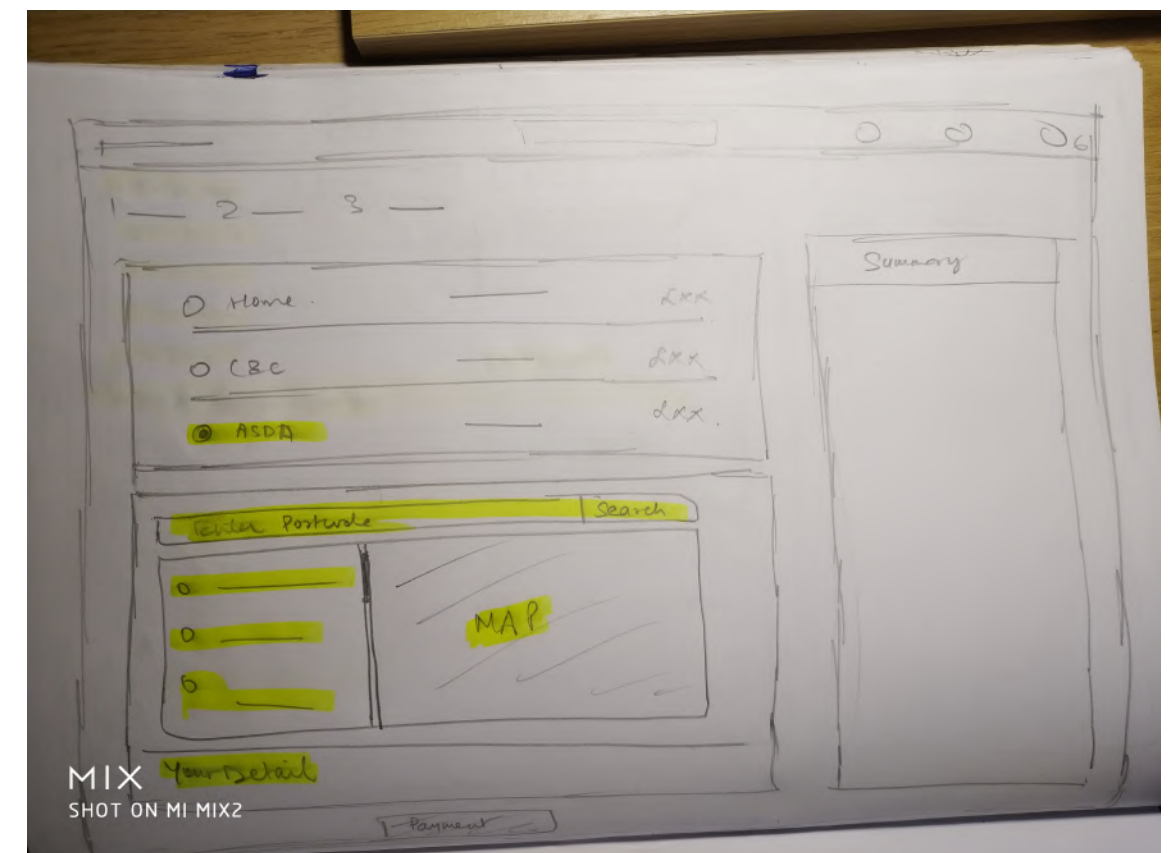 1 2 3
Summary
Home. £xx
CBC £xx
ASDA £xx.
Enter Postcode Search
MAP
Your Detail
Payment
MIX
SHOT ON MI MIX2